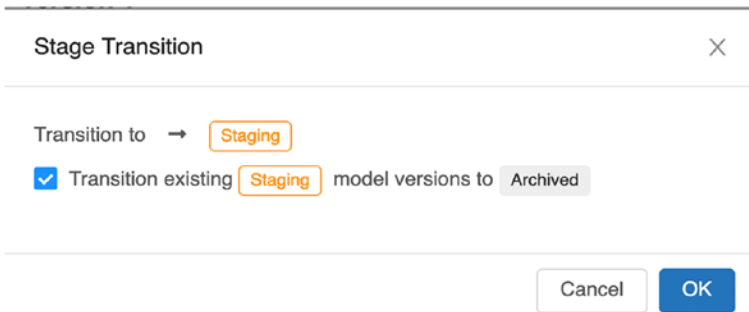 Stage Transition
Transition to → Staging
Transition existing Staging model versions to Archived
Cancel OK